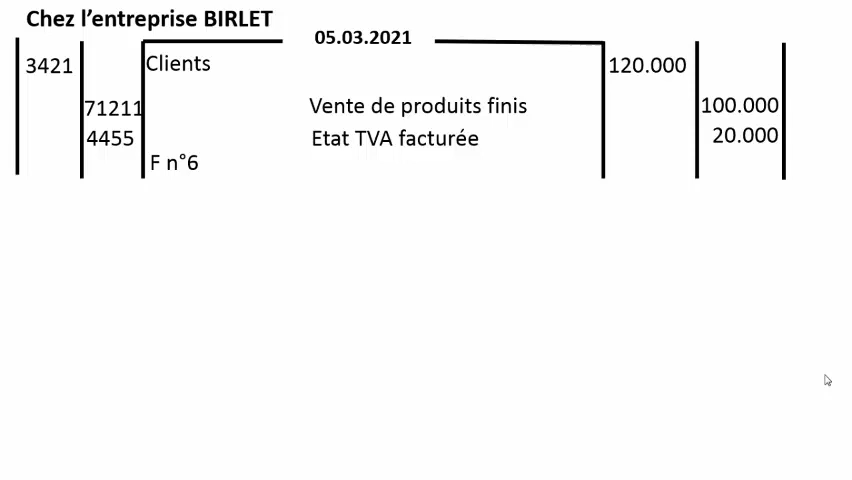 Chez l’entreprise BIRLET
05.03.2021
3421 Clients 120.000
71211 Vente de produits finis 100.000
4455 Etat TVA facturée 20.000
F n°6